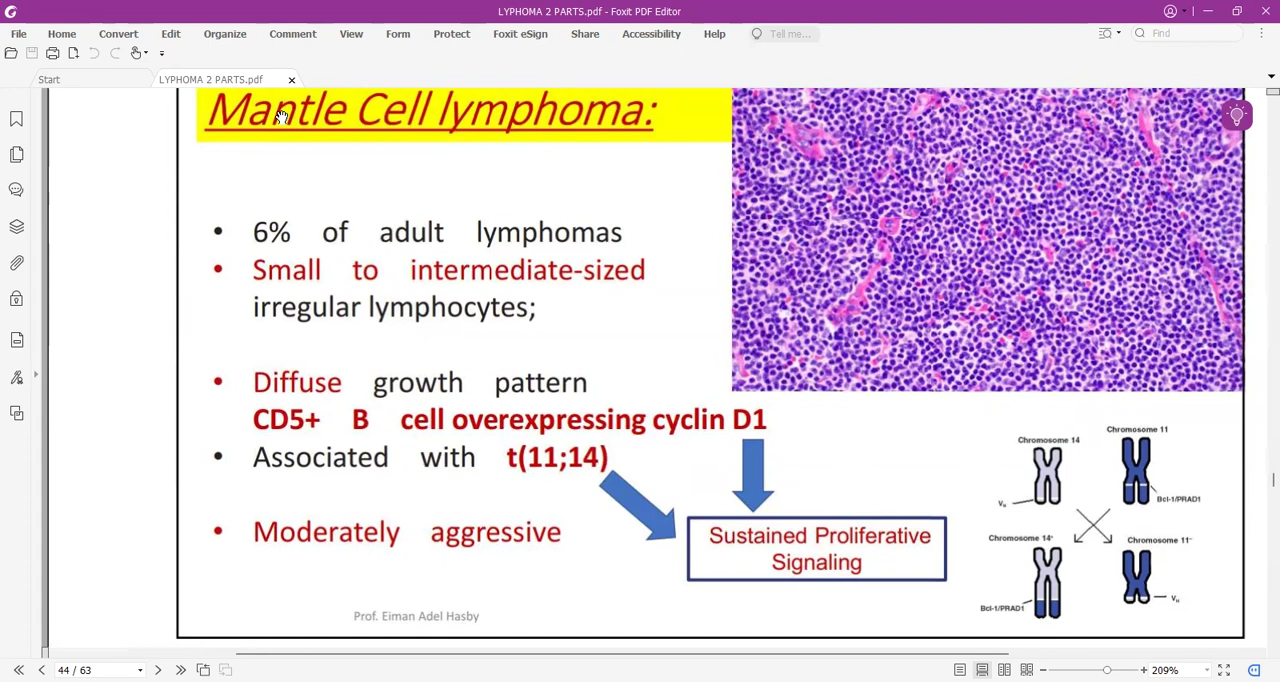 LYPHOMA 2 PARTS.pdf - Foxit PDF Editor
File Home Convert Edit Organize Comment View Form Protect Foxit eSign Share Accessibility Help Tell me... Find
Start LYPHOMA 2 PARTS.pdf
Mantle Cell lymphoma:
• 6% of adult lymphomas
• Small to intermediate-sized
irregular lymphocytes;
• Diffuse growth pattern
CD5+ B cell overexpressing cyclin D1
• Associated with t(11;14)
• Moderately aggressive
Sustained Proliferative
Signaling
Chromosome 14
Chromosome 11
VH
Bcl-1/PRAD1
Chromosome 14+
Chromosome 11−
Bcl-1/PRAD1
VH
Prof. Eiman Adel Hasby
44 / 63
209%